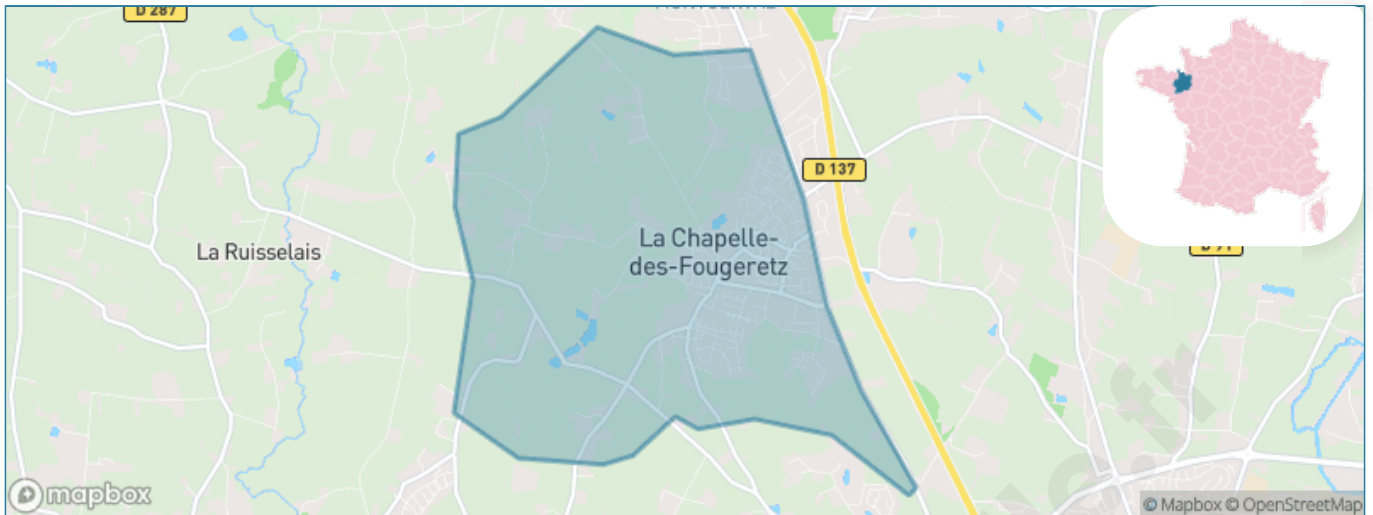 D 287
D 137
La Ruisselais
La Chapelle-
des-Fougeretz
mapbox
© Mapbox © OpenStreetMap